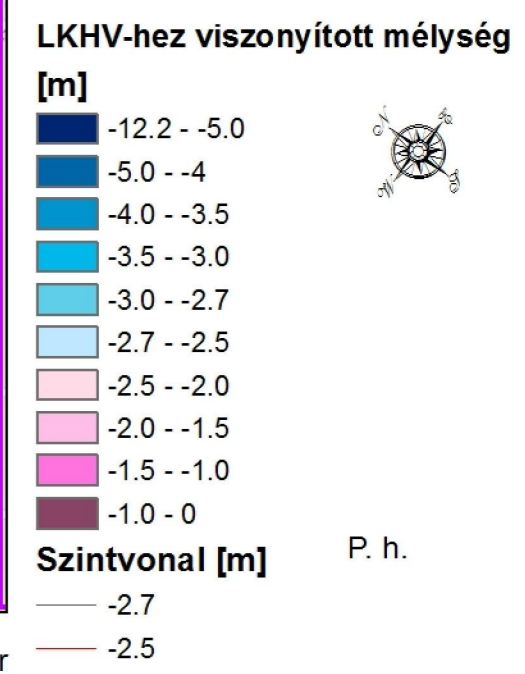 LKHV-hez viszonyított mélység
[m]
-12.2 - -5.0
-5.0 - -4
-4.0 - -3.5
-3.5 - -3.0
-3.0 - -2.7
-2.7 - -2.5
-2.5 - -2.0
-2.0 - -1.5
-1.5 - -1.0
-1.0 - 0
N
E
W
S
P. h.
Szintvonal [m]
-2.7
-2.5
r